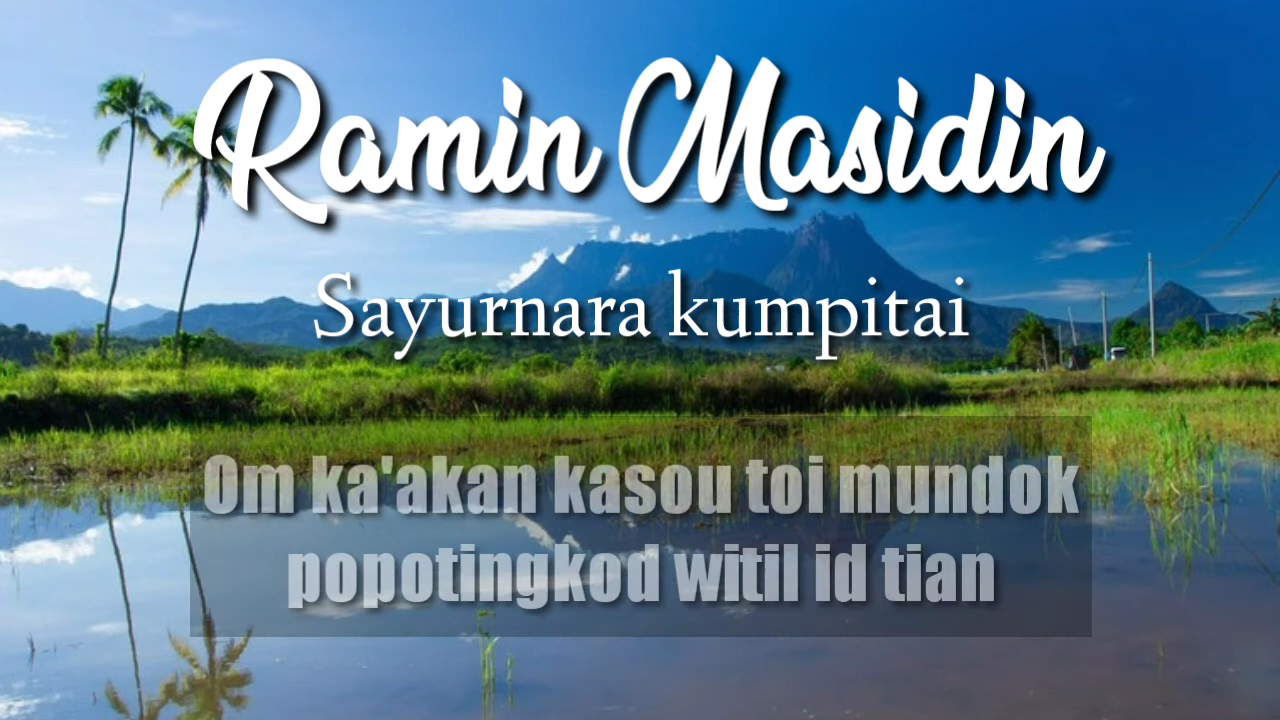 Ramin Masidin
Sayurnara kumpitai
Om ka'akan kasou toi mundok
popotingkod witil id tian